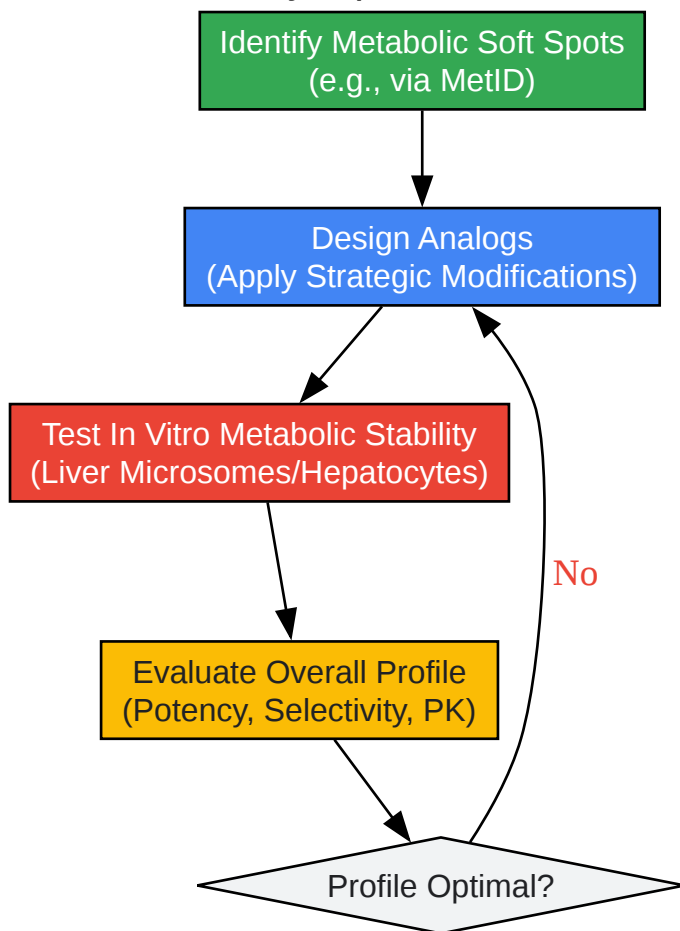 Identify Metabolic Soft Spots
(e.g., via MetID)
Design Analogs
(Apply Strategic Modifications)
Test In Vitro Metabolic Stability
(Liver Microsomes/Hepatocytes)
No
Evaluate Overall Profile
(Potency, Selectivity, PK)
Profile Optimal?